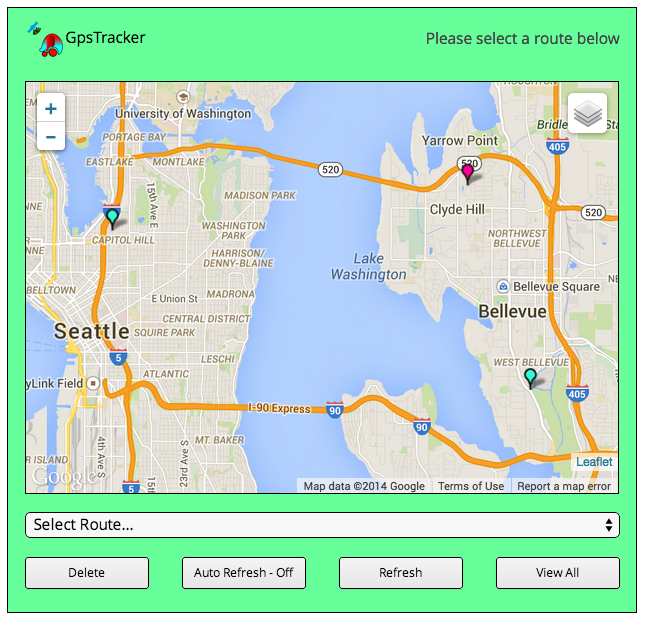 GpsTracker
Please select a route below
+
−
University of Washington
PORTAGE BAY
EASTLAKE
MONTLAKE
520
Yarrow Point
520
405
15th Ave E
MADISON PARK
Clyde Hill
520
CAPITOL HILL
WASHINGTON
PARK
NORTHWEST
BELLEVUE
HARRISON/
DENNY-BLAINE
Lake
Washington
BELLTOWN
E Union St
MADRONA
Bellevue Square
CENTRAL DISTRICT
Bellevue
Seattle
SQUIRE PARK
5
LESCHI
WEST BELLEVUE
ATLANTIC
Field
405
I-90 Express
90
90
MT. BAKER
4th Ave S
23rd Ave S
ISLAND
5
Google
Leaflet
Map data ©2014 Google
Terms of Use
Report a map error
Select Route...
Delete
Auto Refresh - Off
Refresh
View All